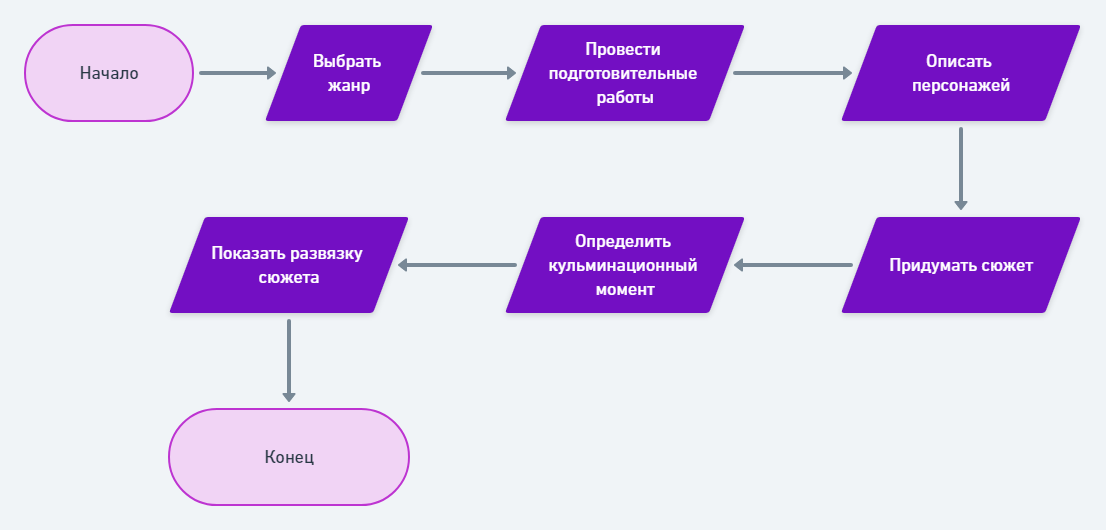 Начало
Выбрать
жанр
Провести
подготовительные
работы
Описать
персонажей
Придумать сюжет
Определить
кульминационный
момент
Показать развязку
сюжета
Конец